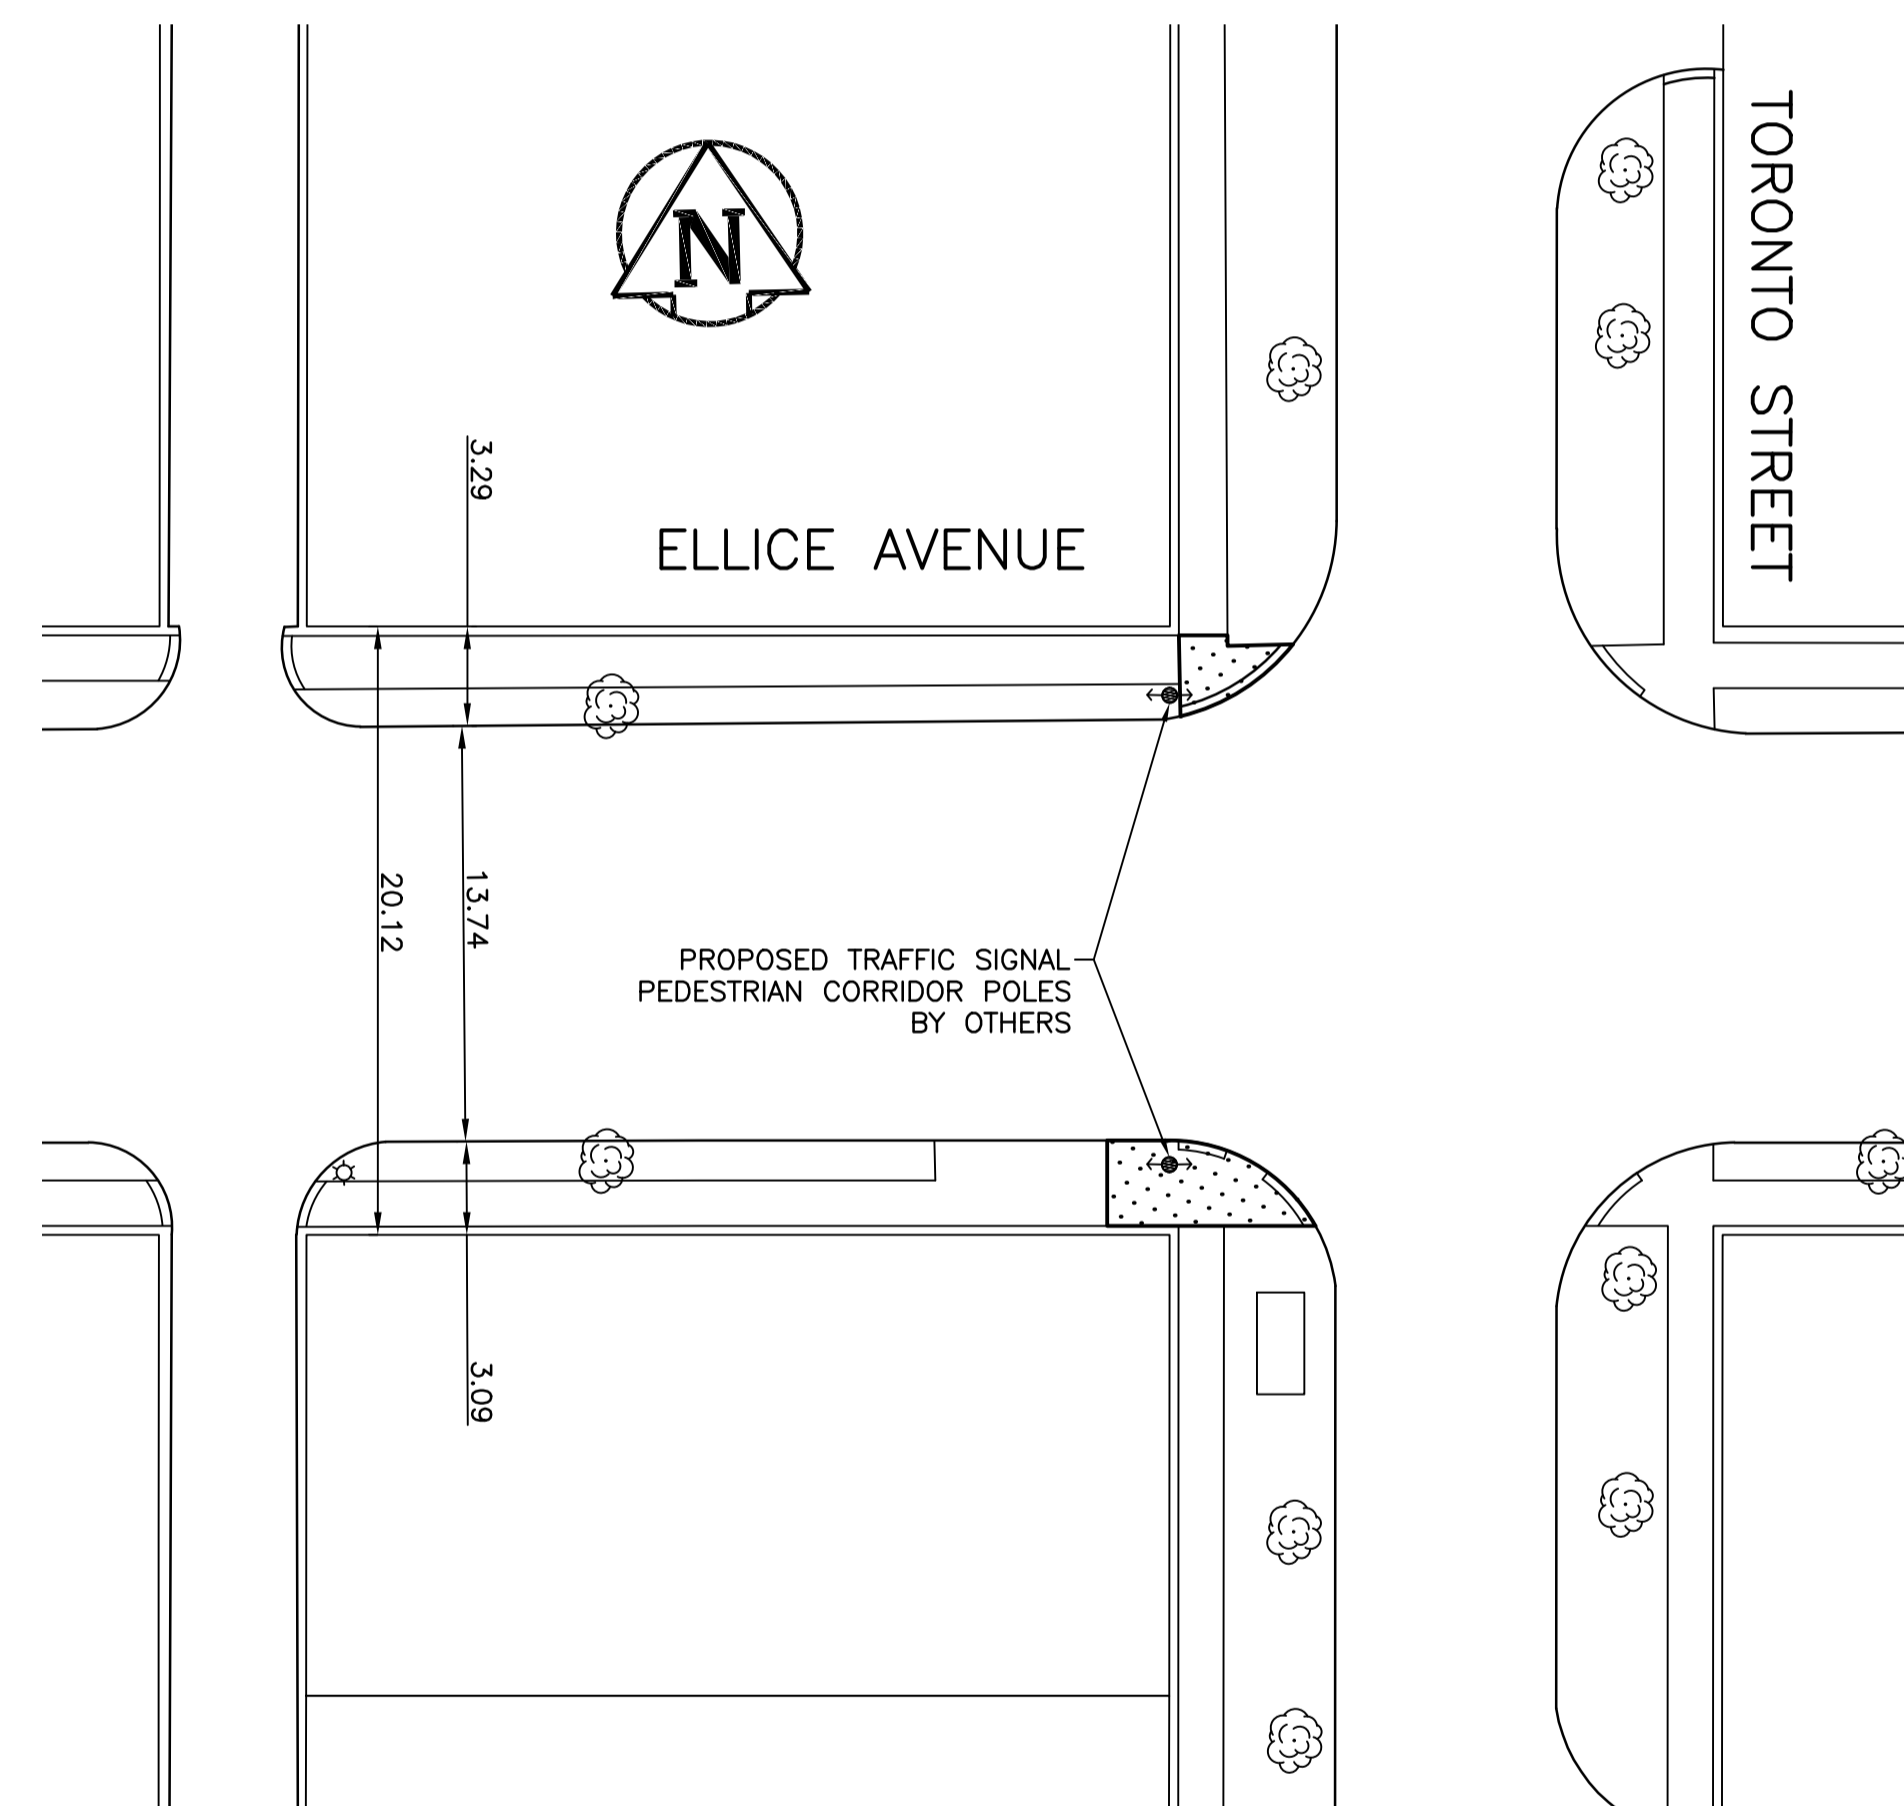 N
TORONTO STREET
3.29
ELLICE AVENUE
20.12
13.74
PROPOSED TRAFFIC SIGNAL
PEDESTRIAN CORRIDOR POLES
BY OTHERS
3.09